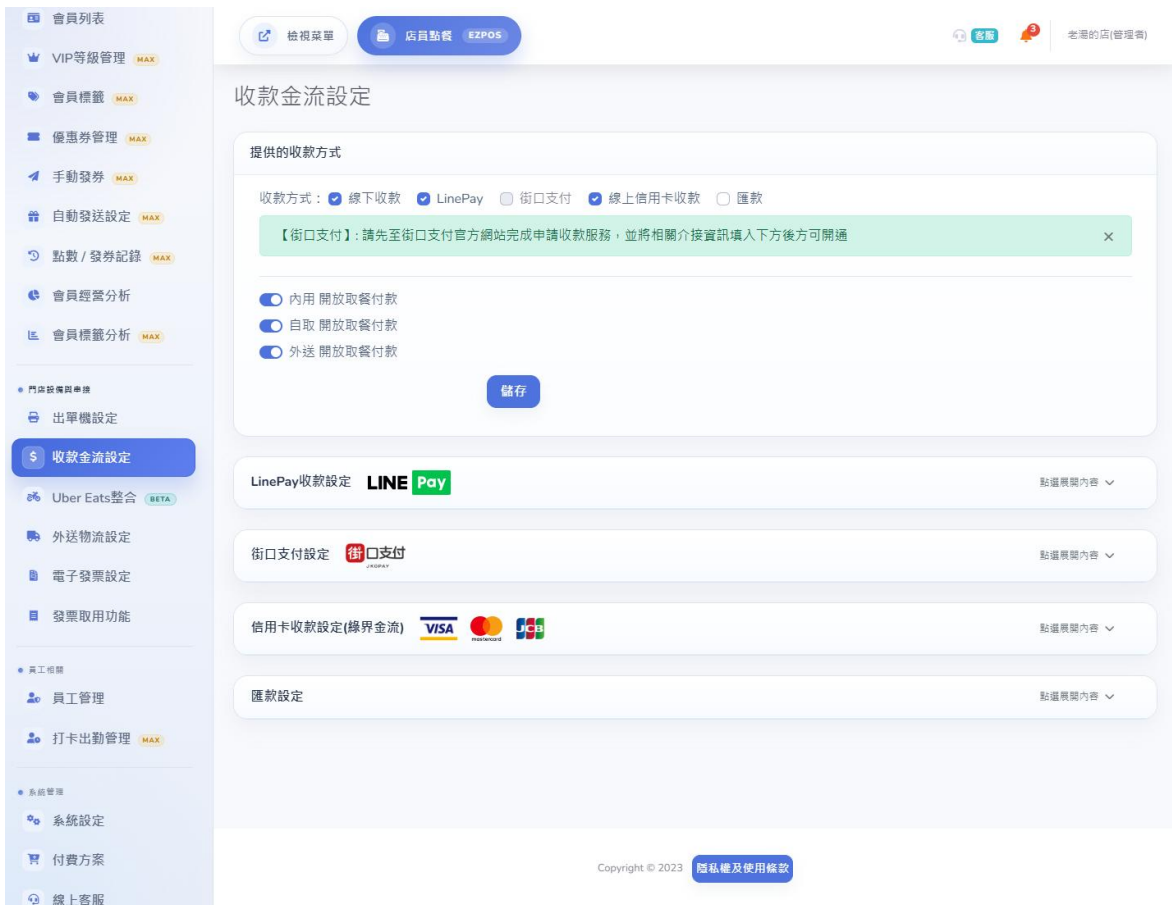 會員列表
VIP等級管理 MAX
會員標籤 MAX
優惠券管理 MAX
手動發券 MAX
自動發送設定 MAX
點數 / 發券記錄 MAX
會員經營分析
會員標籤分析 MAX
門店設備與串接
出單機設定
收款金流設定
Uber Eats整合 BETA
外送物流設定
電子發票設定
發票取用功能
員工相關
員工管理
打卡出勤管理 MAX
系統管理
系統設定
付費方案
線上客服
檢視菜單 店員點餐 EZPOS 客服 3 老湯的店(管理者)
收款金流設定
提供的收款方式
收款方式： 線下收款 LinePay 街口支付 線上信用卡收款 匯款
【街口支付】: 請先至街口支付官方網站完成申請收款服務，並將相關介接資訊填入下方後方可開通 ×
內用 開放取餐付款
自取 開放取餐付款
外送 開放取餐付款
儲存
LinePay收款設定 LINE Pay 點選展開內容
街口支付設定 街口支付 JKOPAY 點選展開內容
信用卡收款設定(綠界金流) VISA mastercard JCB 點選展開內容
匯款設定 點選展開內容
Copyright © 2023 隱私權及使用條款